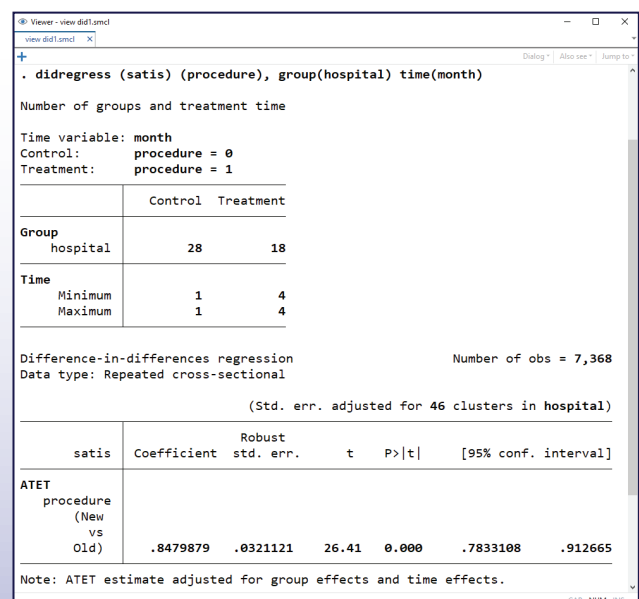 Viewer - view did1.smcl
view did1.smcl ×
+
Dialog Also see Jump to
. didregress (satis) (procedure), group(hospital) time(month)
Number of groups and treatment time
Time variable: month
Control: procedure = 0
Treatment: procedure = 1
Control Treatment
Group
hospital 28 18
Time
Minimum 1 4
Maximum 1 4
Difference-in-differences regression Number of obs = 7,368
Data type: Repeated cross-sectional
(Std. err. adjusted for 46 clusters in hospital)
Robust
satis Coefficient std. err. t P>|t| [95% conf. interval]
ATET
procedure
(New
vs
Old) .8479879 .0321121 26.41 0.000 .7833108 .912665
Note: ATET estimate adjusted for group effects and time effects.